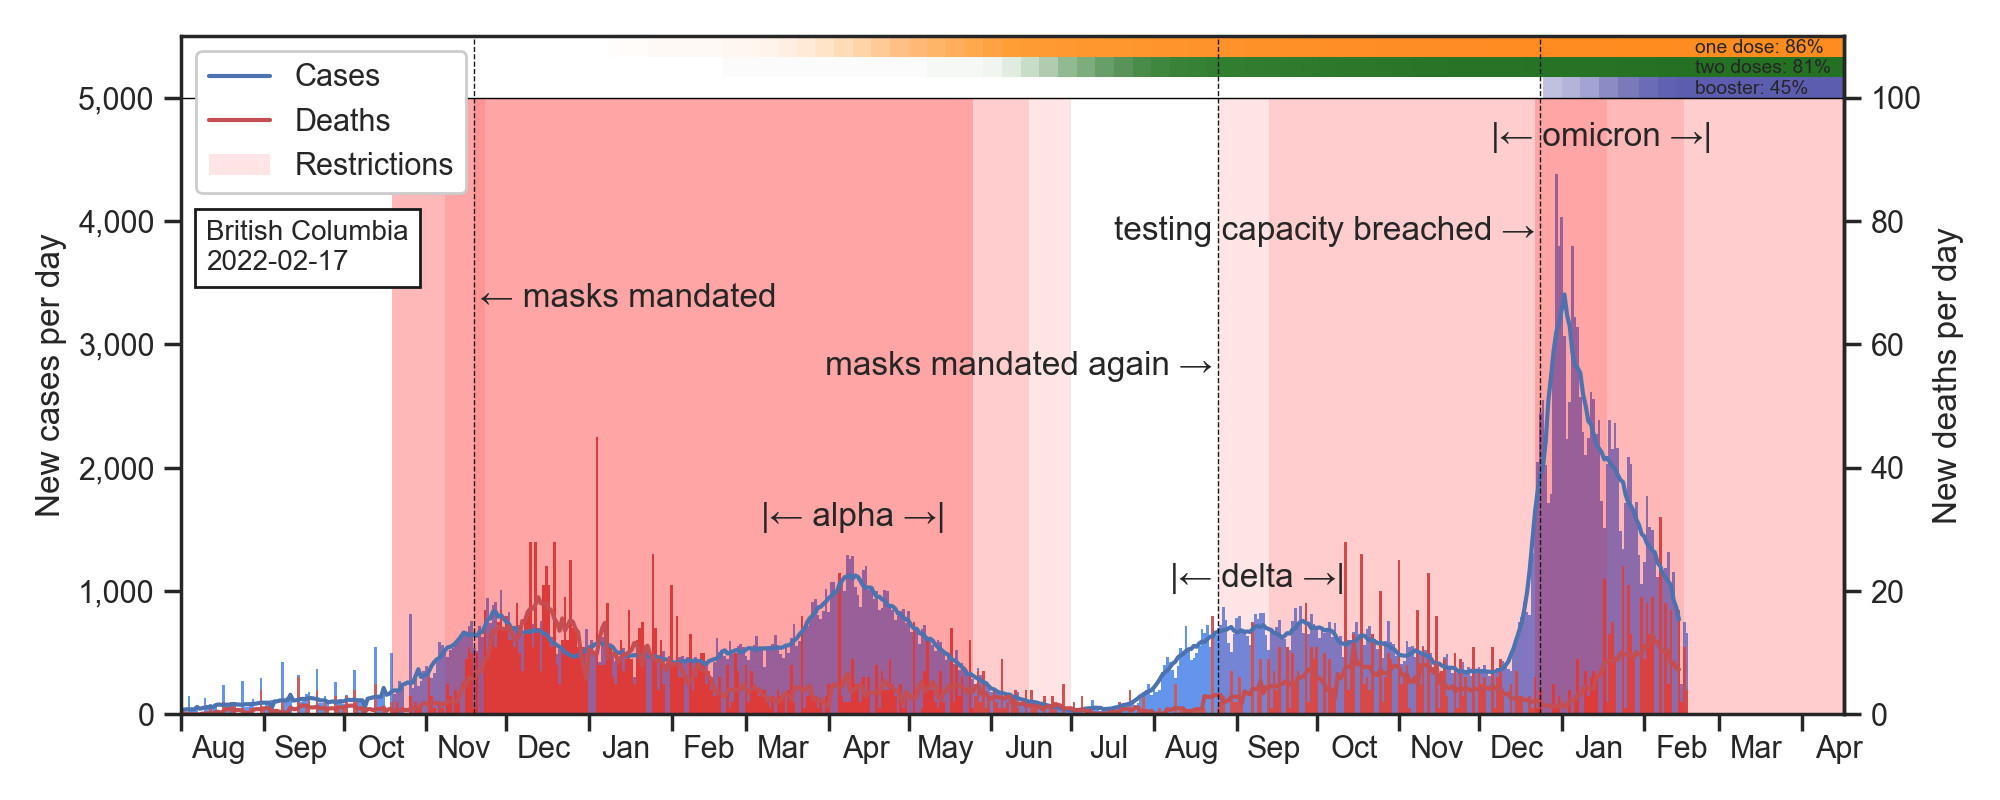 one dose: 86%
two doses: 81%
booster: 45%
Cases
Deaths
Restrictions
British Columbia
2022-02-17
|← omicron →|
testing capacity breached →
← masks mandated
masks mandated again →
|← alpha →|
|← delta →|
New cases per day
5,000
4,000
3,000
2,000
1,000
0
New deaths per day
100
80
60
40
20
0
Aug Sep Oct Nov Dec Jan Feb Mar Apr May Jun Jul Aug Sep Oct Nov Dec Jan Feb Mar Apr